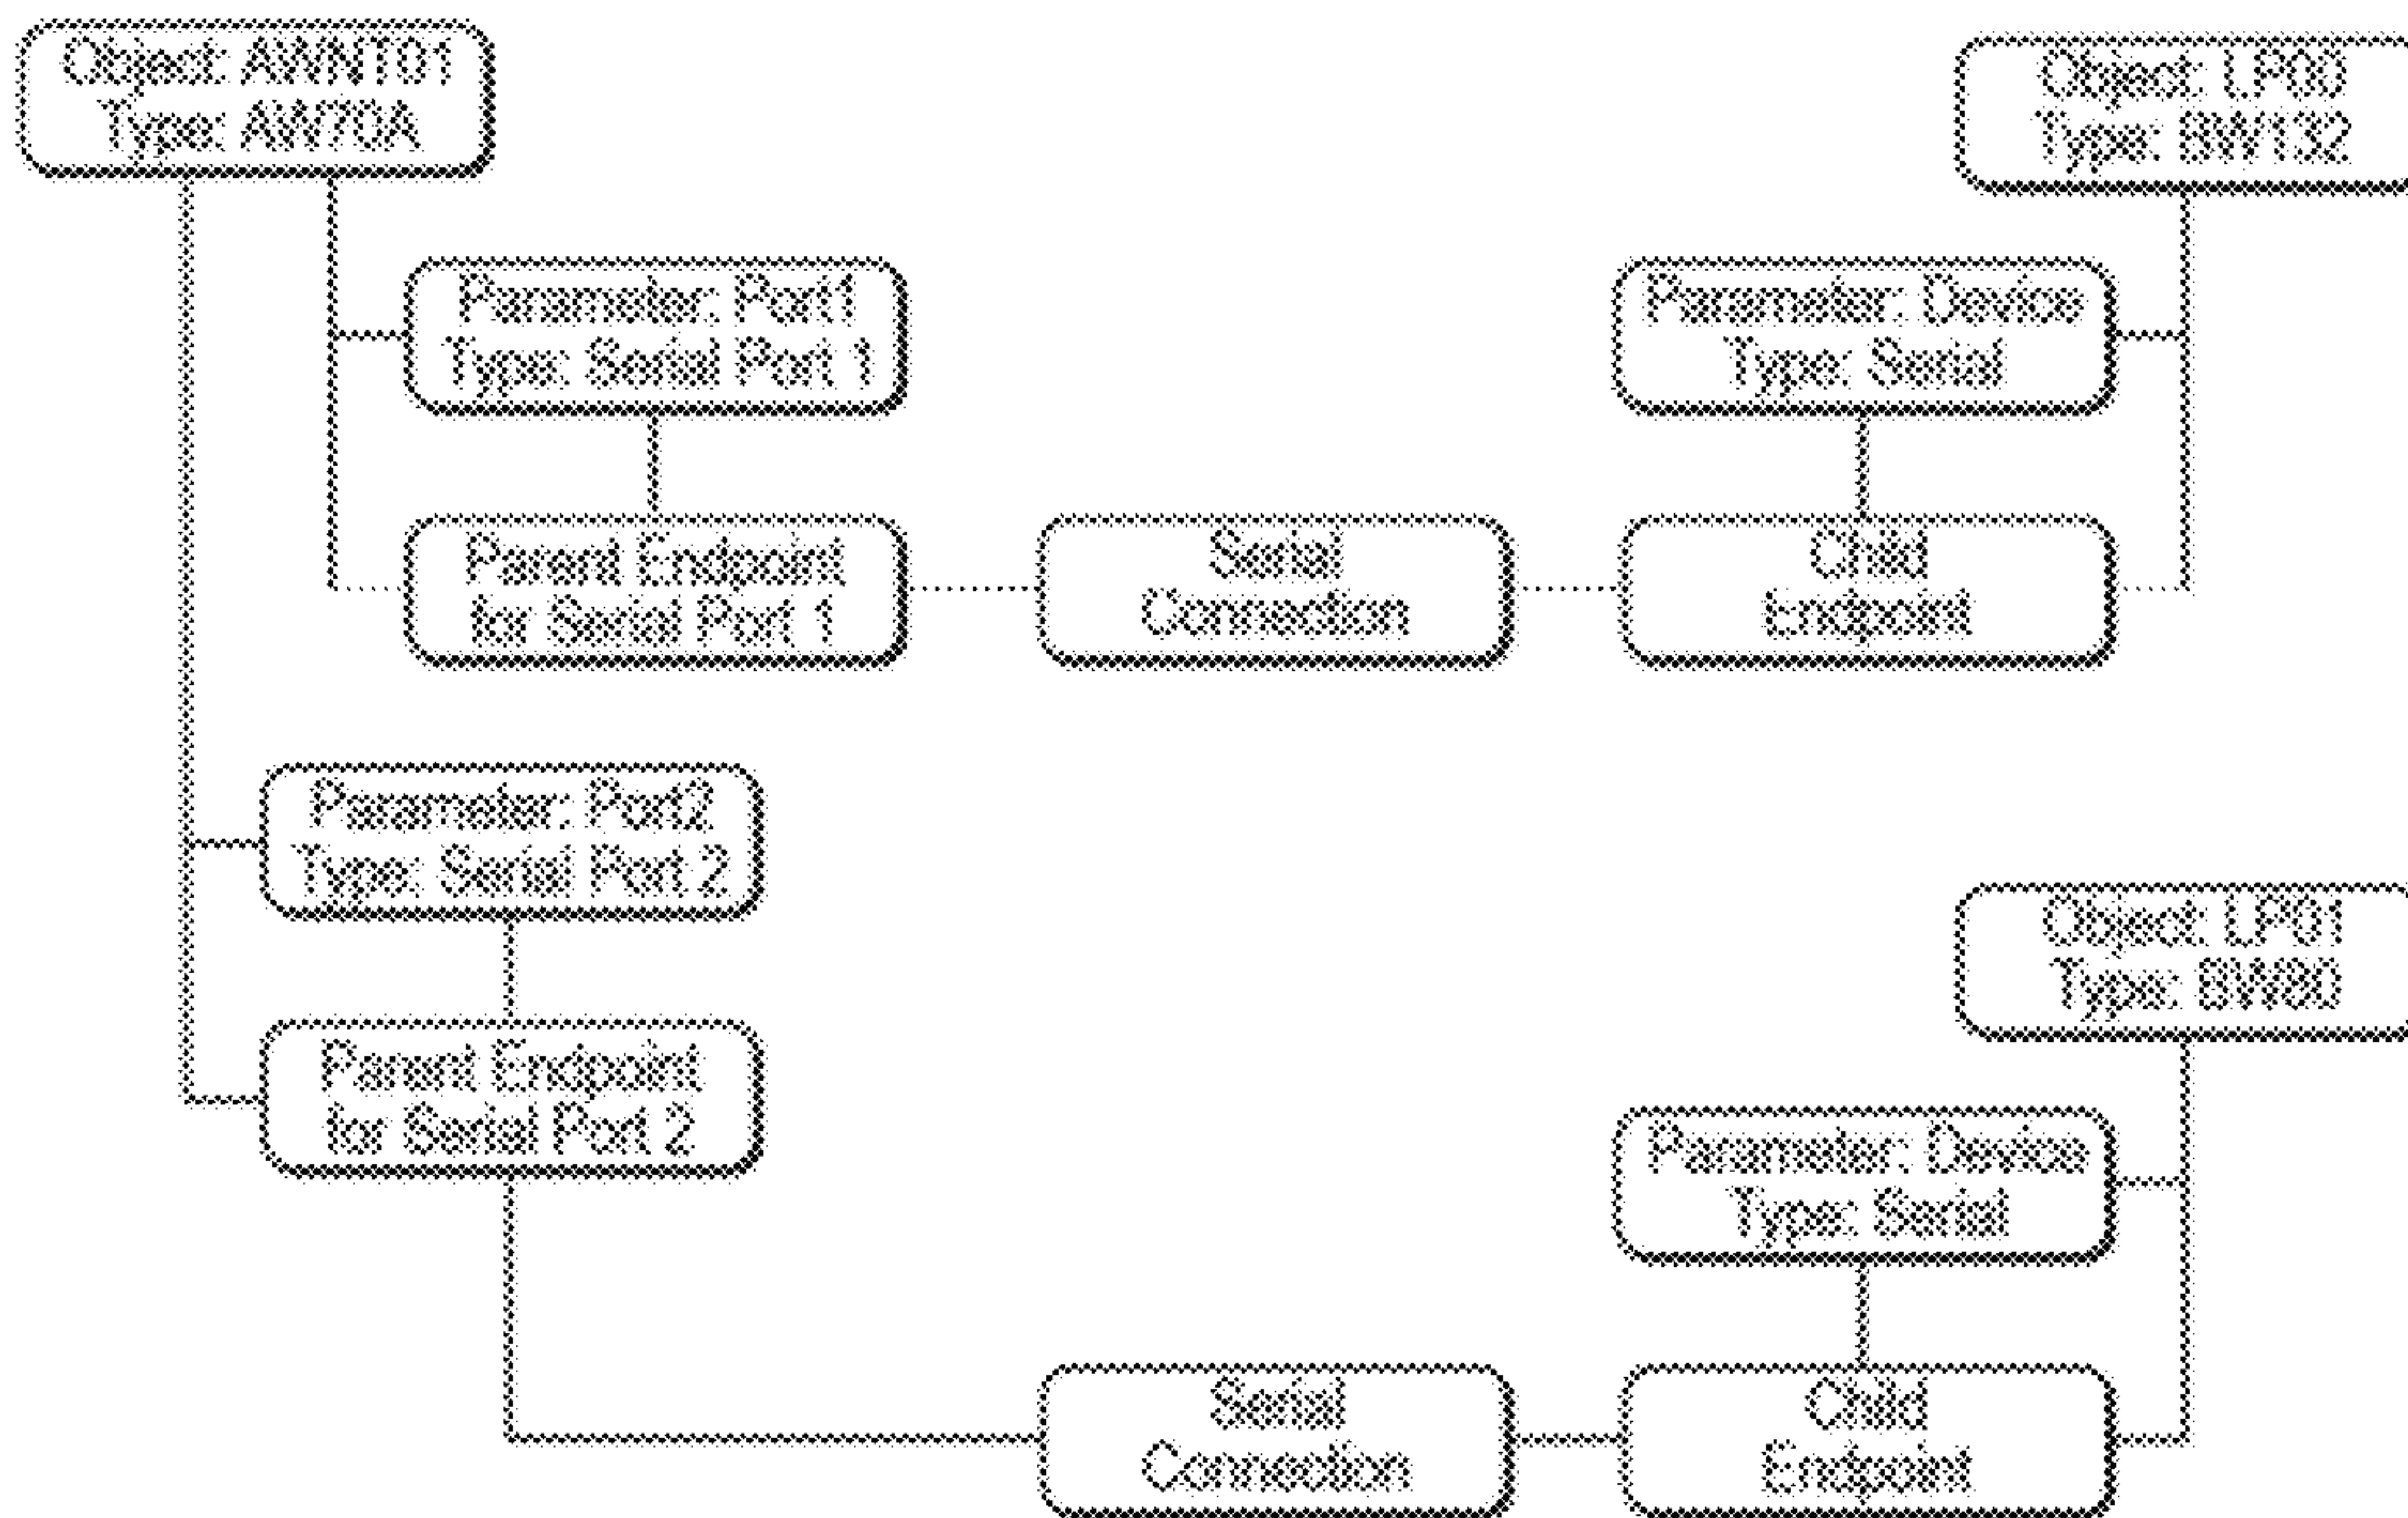 Object: AWNT01
Type: AW70A
Object: LP00
Type: BW132
Parameter: Port1
Type: Serial Port 1
Parameter: Device
Type: Serial
Parent Endpoint
for Serial Port 1
Serial
Connection
Child
Endpoint
Parameter: Port2
Type: Serial Port 2
Object: LP01
Type: BW80
Parent Endpoint
for Serial Port 2
Parameter: Device
Type: Serial
Serial
Connection
Child
Endpoint